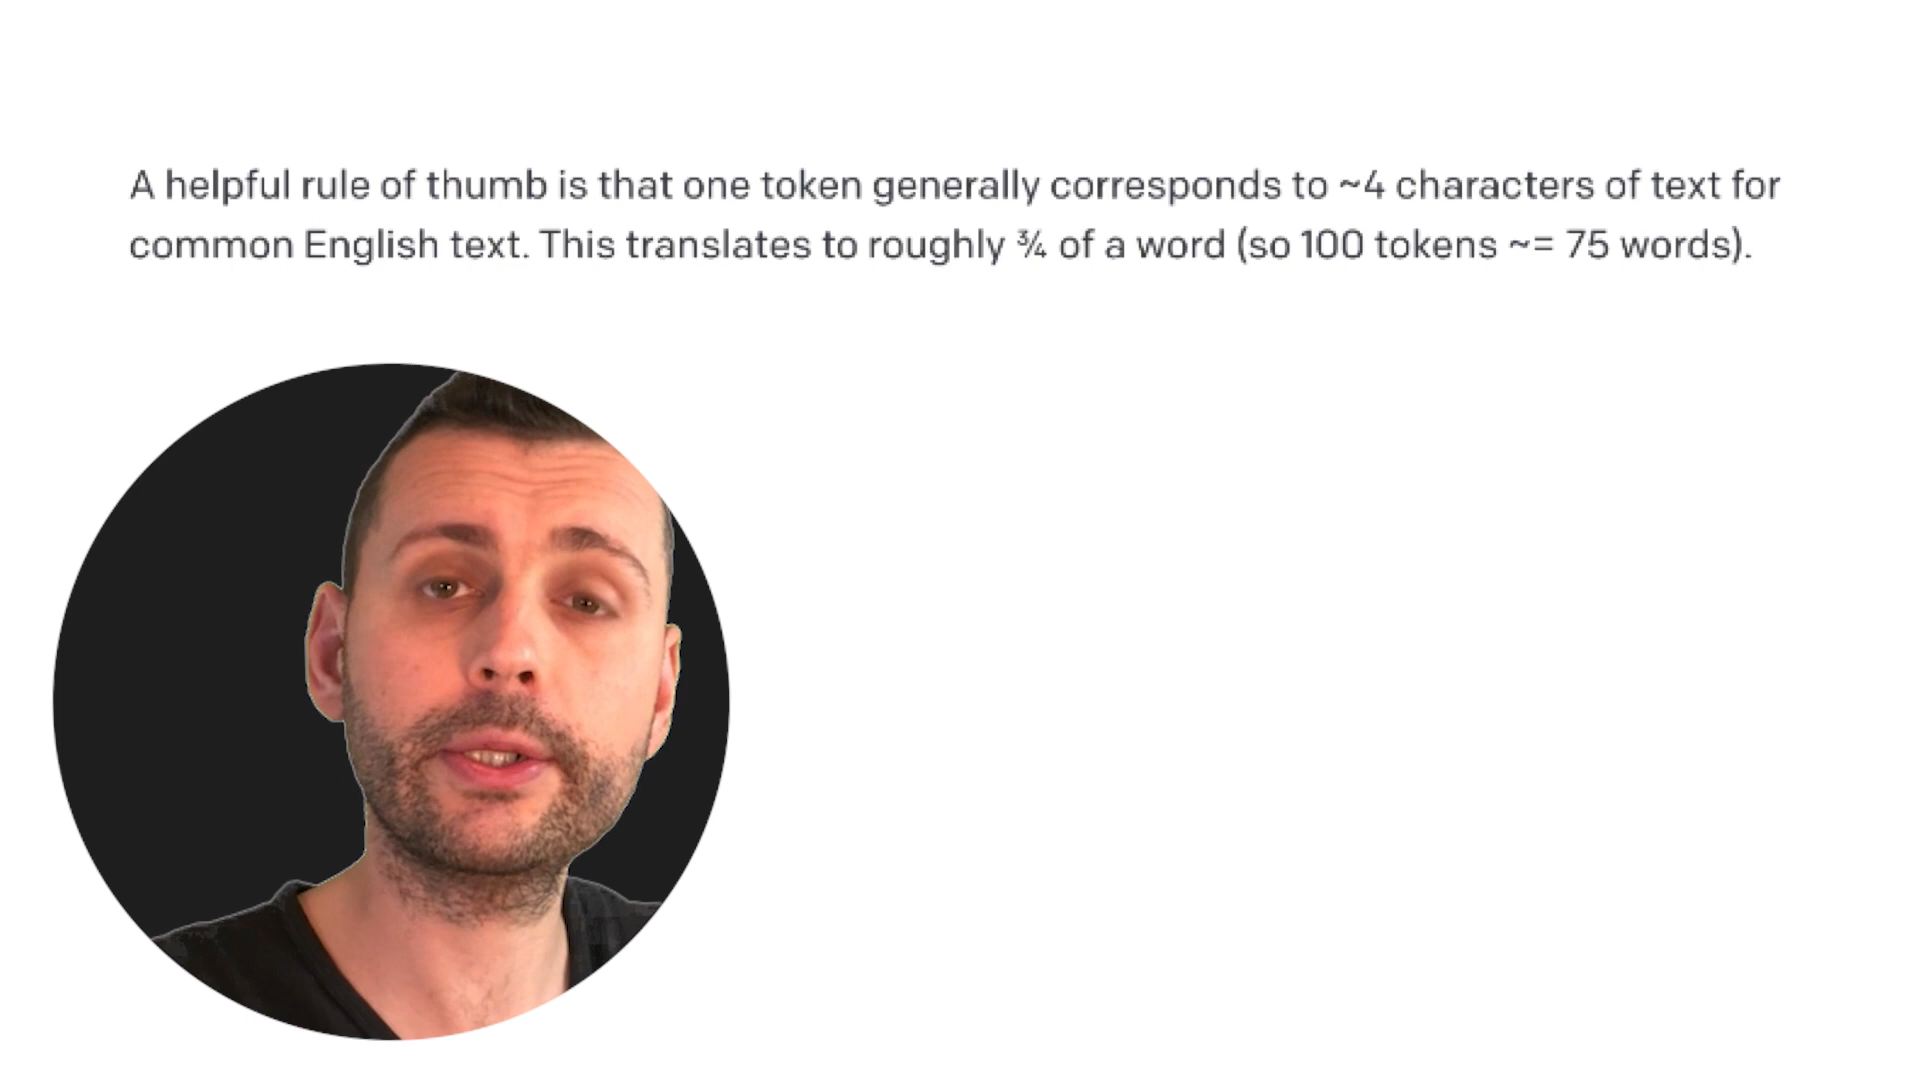 A helpful rule of thumb is that one token generally corresponds to ~4 characters of text for
common English text. This translates to roughly ¾ of a word (so 100 tokens ~= 75 words).